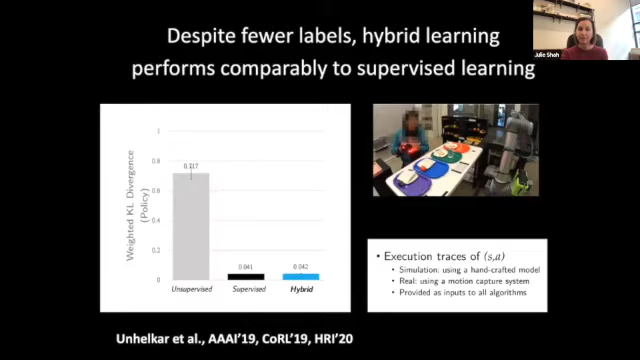 Despite fewer labels, hybrid learning
performs comparably to supervised learning
Julie Shah
Weighted KL Divergence
(Policy)
1
0.8
0.6
0.4
0.2
0
0.717
0.041
0.042
Unsupervised
Supervised
Hybrid
• Execution traces of (s,a)
• Simulation: using a hand-crafted model
• Real: using a motion capture system
• Provided as inputs to all algorithms
Unhelkar et al., AAAI’19, CoRL’19, HRI’20